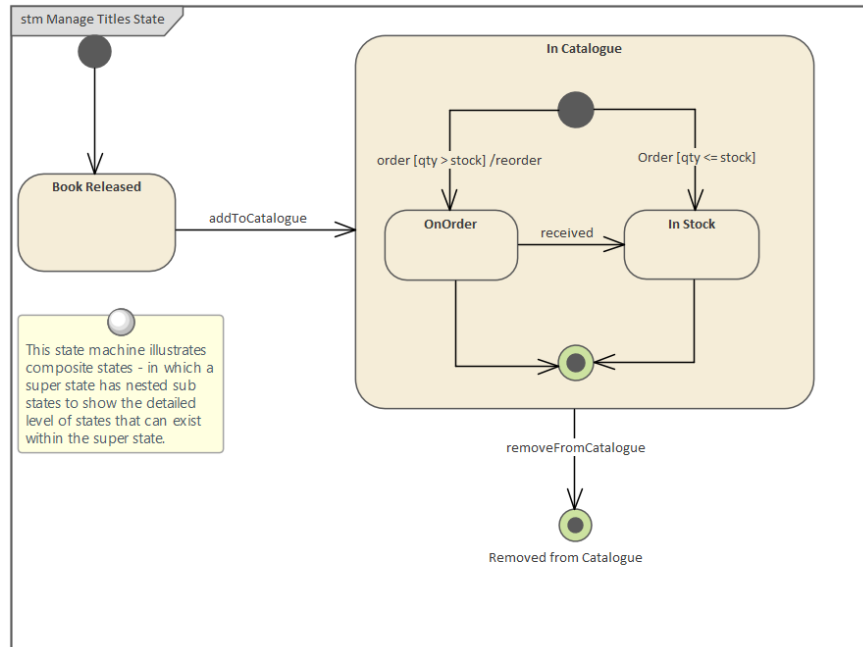 stm Manage Titles State
In Catalogue
order [qty > stock] /reorder
Order [qty <= stock]
Book Released
addToCatalogue
OnOrder
received
In Stock
This state machine illustrates
composite states - in which a
super state has nested sub
states to show the detailed
level of states that can exist
within the super state.
removeFromCatalogue
Removed from Catalogue